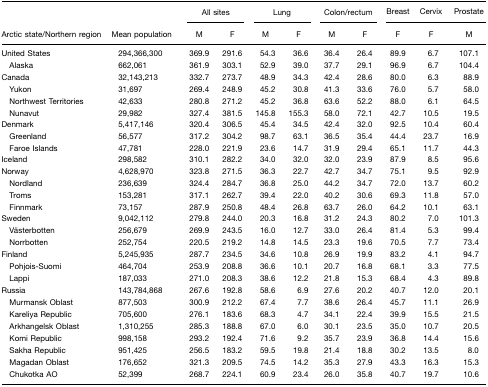 All sites Lung Colon/rectum Breast Cervix Prostate
Arctic state/Northern region Mean population M F M F M F F F M
United States 294,366,300 369.9 291.6 54.3 36.6 36.4 26.4 89.9 6.7 107.1
Alaska 662,061 361.9 303.1 52.9 39.0 37.7 29.1 96.9 6.7 104.4
Canada 32,143,213 332.7 273.7 48.9 34.3 42.4 28.6 80.0 6.3 88.9
Yukon 31,697 269.4 248.9 45.2 30.8 41.3 33.6 76.0 5.7 58.0
Northwest Territories 42,633 280.8 271.2 45.2 36.8 63.6 52.2 88.0 6.1 64.5
Nunavut 29,982 327.4 381.5 145.8 155.3 58.0 72.1 42.7 10.5 19.5
Denmark 5,417,146 320.4 306.5 45.4 34.5 42.4 32.0 92.5 10.4 60.4
Greenland 56,577 317.2 304.2 98.7 63.1 36.5 35.4 44.4 23.7 16.9
Faroe Islands 47,781 228.0 221.9 23.6 14.7 31.9 29.4 65.1 11.7 44.3
Iceland 298,582 310.1 282.2 34.0 32.0 32.0 23.9 87.9 8.5 95.6
Norway 4,628,970 323.8 271.5 36.3 22.7 42.7 34.7 75.1 9.5 92.9
Nordland 236,639 324.4 284.7 36.8 25.0 44.2 34.7 72.0 13.7 60.2
Troms 153,281 317.1 262.7 39.4 22.0 40.2 30.6 69.3 11.8 57.0
Finnmark 73,157 287.9 250.8 48.4 26.8 63.7 26.0 64.2 10.1 63.1
Sweden 9,042,112 279.8 244.0 20.3 16.8 31.2 24.3 80.2 7.0 101.3
Västerbotten 256,679 269.9 243.5 16.0 12.7 33.0 26.4 81.4 5.3 99.4
Norrbotten 252,754 220.5 219.2 14.8 14.5 23.3 19.6 70.5 7.7 73.4
Finland 5,245,935 287.7 234.5 34.6 10.8 26.9 19.9 83.2 4.1 94.7
Pohjois-Suomi 464,704 253.9 208.8 36.6 10.1 20.7 16.8 68.1 3.3 77.5
Lappi 187,033 271.0 208.3 38.6 12.2 21.8 15.3 68.4 4.3 89.8
Russia 143,784,868 267.6 192.8 58.6 6.9 27.6 20.2 40.7 12.0 20.1
Murmansk Oblast 877,503 300.9 212.2 67.4 7.7 38.6 26.4 45.7 11.1 26.9
Kareliya Republic 705,600 276.1 183.6 68.3 4.7 34.1 22.4 39.9 15.5 21.5
Arkhangelsk Oblast 1,310,255 285.3 188.8 67.0 6.0 30.1 23.5 35.0 10.7 20.5
Komi Republic 998,158 293.2 192.4 71.6 9.2 35.7 23.9 36.8 14.4 15.6
Sakha Republic 951,425 256.5 183.2 59.5 19.8 21.4 18.8 30.2 13.5 8.0
Magadan Oblast 176,652 321.3 209.5 74.5 14.2 35.3 27.9 43.3 16.3 15.3
Chukotka AO 52,399 268.7 224.1 60.9 23.4 26.0 35.8 40.7 19.7 10.6